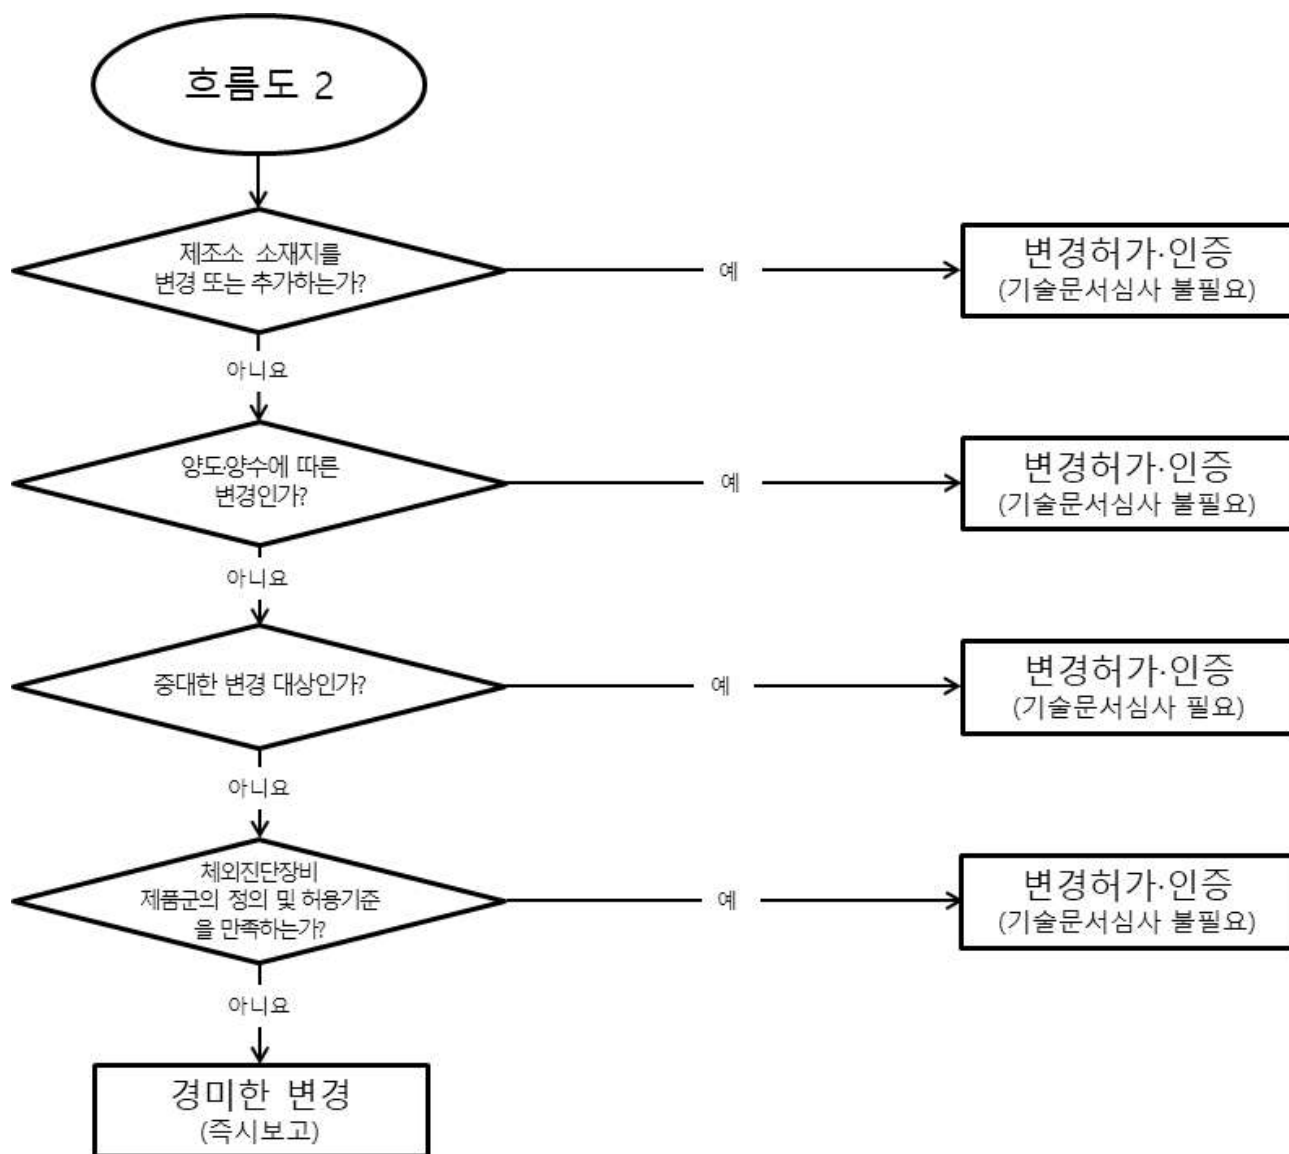 흐름도 2
제조소 소재지를
변경 또는 추가하는가?
예
변경허가·인증
(기술문서심사 불필요)
아니요
양도양수에 따른
변경인가?
예
변경허가·인증
(기술문서심사 불필요)
아니요
중대한 변경 대상인가?
예
변경허가·인증
(기술문서심사 필요)
아니요
체외진단장비
제품군의 정의 및 허용기준
을 만족하는가?
예
변경허가·인증
(기술문서심사 불필요)
아니요
경미한 변경
(즉시보고)